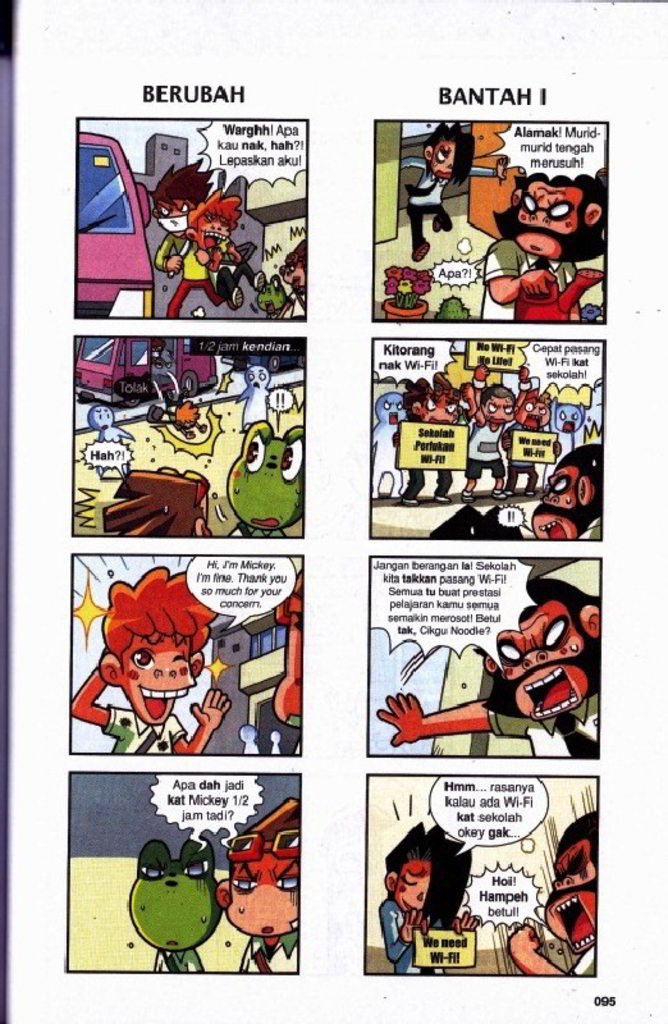 BERUBAH
'Warghh! Apa
kau nak, hah?!
Lepaskan aku!
1/2 jam kendian...
Tolak
Hah?!
!!
Hi, I'm Mickey.
I'm fine. Thank you
so much for your
concern.
Apa dah jadi
kat Mickey 1/2
jam tadi?
BANTAH I
Alamak! Murid-
murid tengah
merusuh!
Apa?!
Kitorang
nak Wi-Fi!
No Wi-Fi
No Life!
Cepat pasang
Wi-Fi kat
sekolah!
Sekolah
Perlukan
Wi-Fi!
We need
Wi-Fi!
!!
Jangan berangan la! Sekolah
kita takkan pasang Wi-Fi!
Semua tu buat prestasi
pelajaran kamu semua
semakin merosot! Betul
tak, Cikgu Noodle?
Hmm... rasanya
kalau ada Wi-Fi
kat sekolah
okey gak...
Hoi!
Hampeh
betul!
We need
Wi-Fi!
095